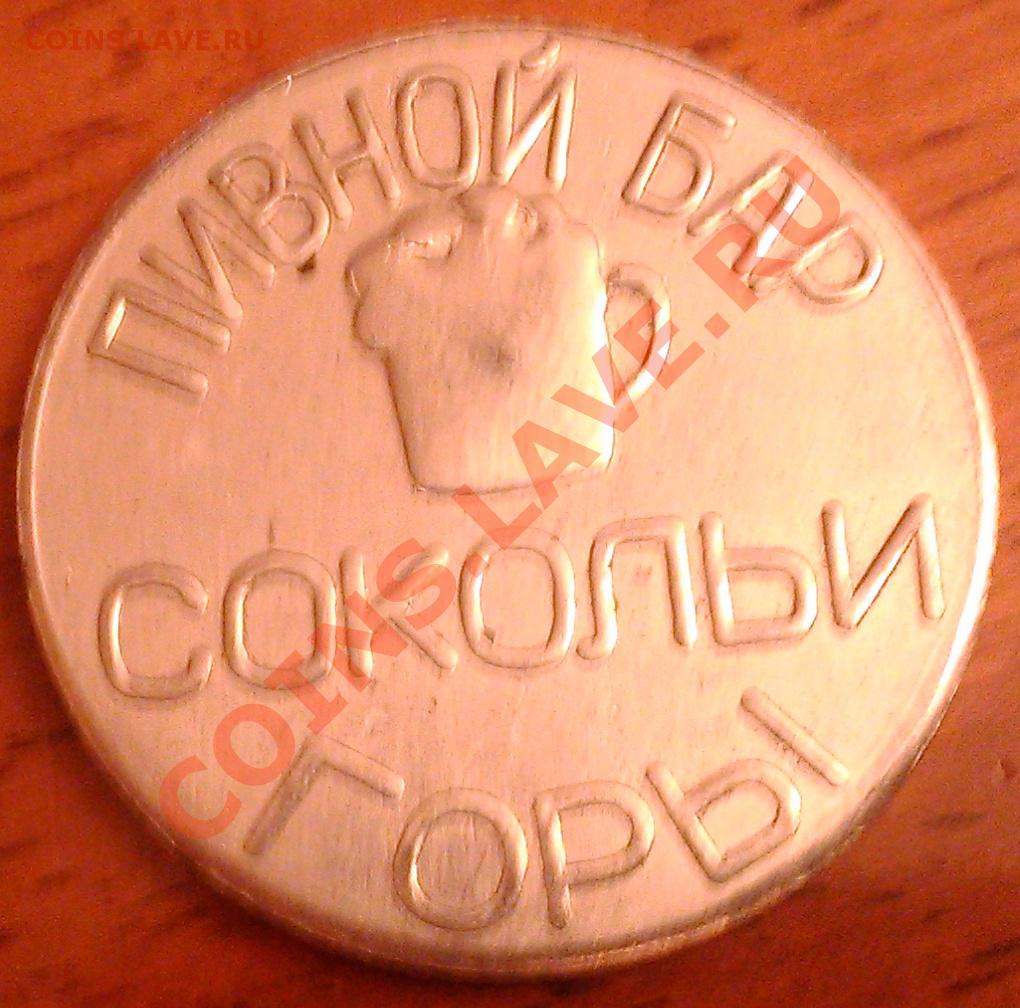 COINS.LAVE.RU
ПИВНОЙ БАР
СОКОЛЬИ
ГОРЫ
COINS.LAVE.RU